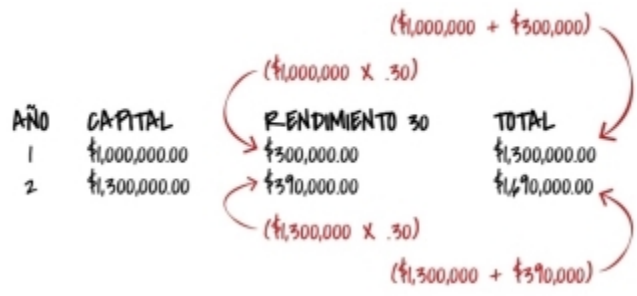 ($1,000,000 + $300,000)
($1,000,000 X .30)
AÑO CAPITAL RENDIMIENTO 30 TOTAL
1 $1,000,000.00 $300,000.00 $1,300,000.00
2 $1,300,000.00 $390,000.00 $1,690,000.00
($1,300,000 X .30)
($1,300,000 + $390,000)